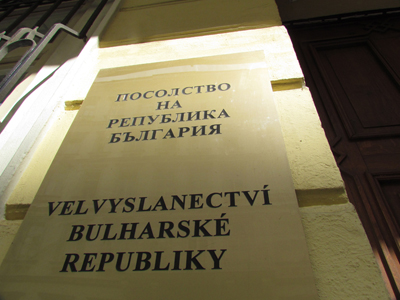 ПОСОЛСТВО
НА
РЕПУБЛИКА
БЪЛГАРИЯ
VELVYSLANECTVÍ
BULHARSKÉ
REPUBLIKY